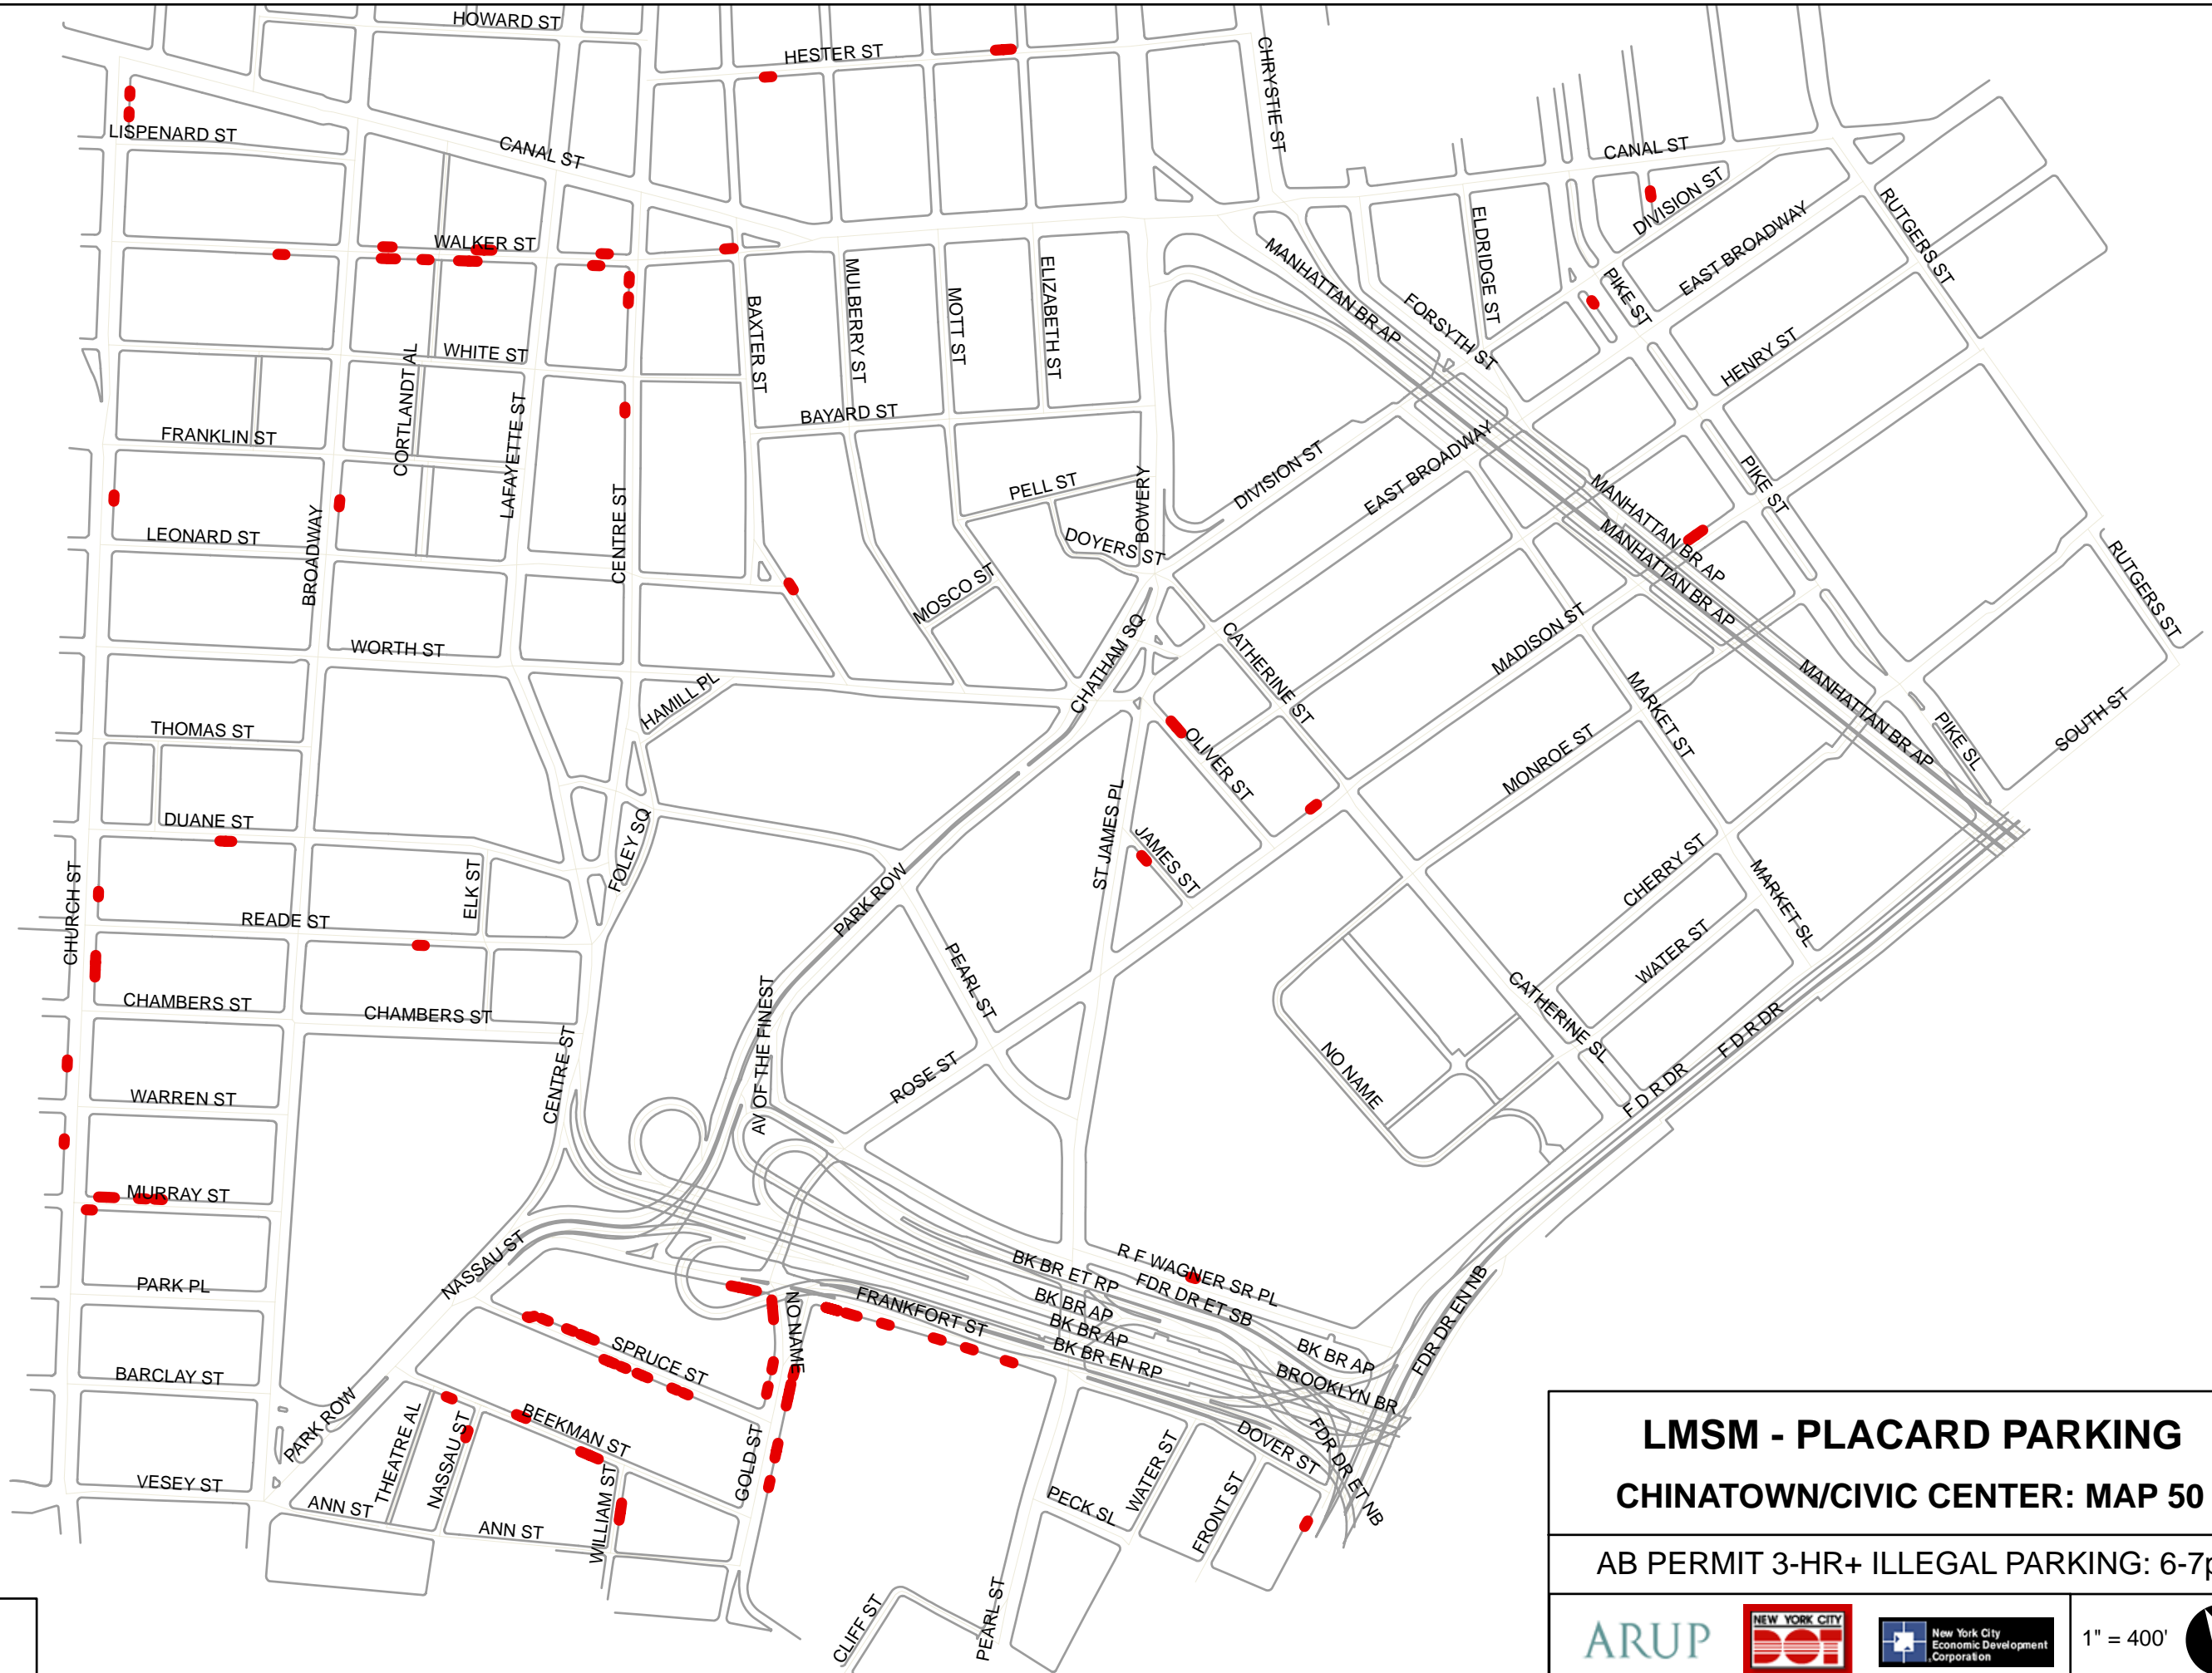 HOWARD ST
HESTER ST
CHRYSTIE ST
LISPENARD ST
CANAL ST
CANAL ST
DIVISION ST
RUTGERS ST
WALKER ST
ELDRIDGE ST
EAST BROADWAY
MANHATTAN BR AP
PIKE ST
FORSYTH ST
MULBERRY ST
MOTT ST
ELIZABETH ST
BAXTER ST
WHITE ST
CORTLANDT AL
HENRY ST
LAFAYETTE ST
BAYARD ST
FRANKLIN ST
EAST BROADWAY
DIVISION ST
PIKE ST
PELL ST
BOWERY
MANHATTAN BR AP
CENTRE ST
LEONARD ST
BROADWAY
DOYERS ST
MANHATTAN BR AP
RUTGERS ST
MOSCO ST
MADISON ST
CATHERINE ST
WORTH ST
CHATHAM SQ
HAMILL PL
MARKET ST
MANHATTAN BR AP
PIKE SL
SOUTH ST
THOMAS ST
OLIVER ST
MONROE ST
DUANE ST
FOLEY SQ
ST JAMES PL
JAMES ST
CHERRY ST
MARKET SL
ELK ST
CHURCH ST
READE ST
PARK ROW
PEARL ST
WATER ST
CHAMBERS ST
CHAMBERS ST
AV OF THE FINEST
CATHERINE SL
F D R DR
CENTRE ST
ROSE ST
NO NAME
F D R DR
WARREN ST
MURRAY ST
NASSAU ST
BK BR ET RP
R F WAGNER SR PL
FDR DR ET SB
PARK PL
NO NAME
FRANKFORT ST
BK BR AP
BK BR AP
BK BR EN RP
BK BR AP
FDR DR EN NB
SPRUCE ST
BROOKLYN BR
BARCLAY ST
PARK ROW
THEATRE AL
NASSAU ST
BEEKMAN ST
GOLD ST
DOVER ST
FDR DR ET NB
WATER ST
VESEY ST
ANN ST
ANN ST
WILLIAM ST
PECK SL
FRONT ST
CLIFF ST
PEARL ST
LMSM - PLACARD PARKING
CHINATOWN/CIVIC CENTER: MAP 50
AB PERMIT 3-HR+ ILLEGAL PARKING: 6-7p
ARUP
NEW YORK CITY
DOT
New York City
Economic Development
Corporation
1" = 400'